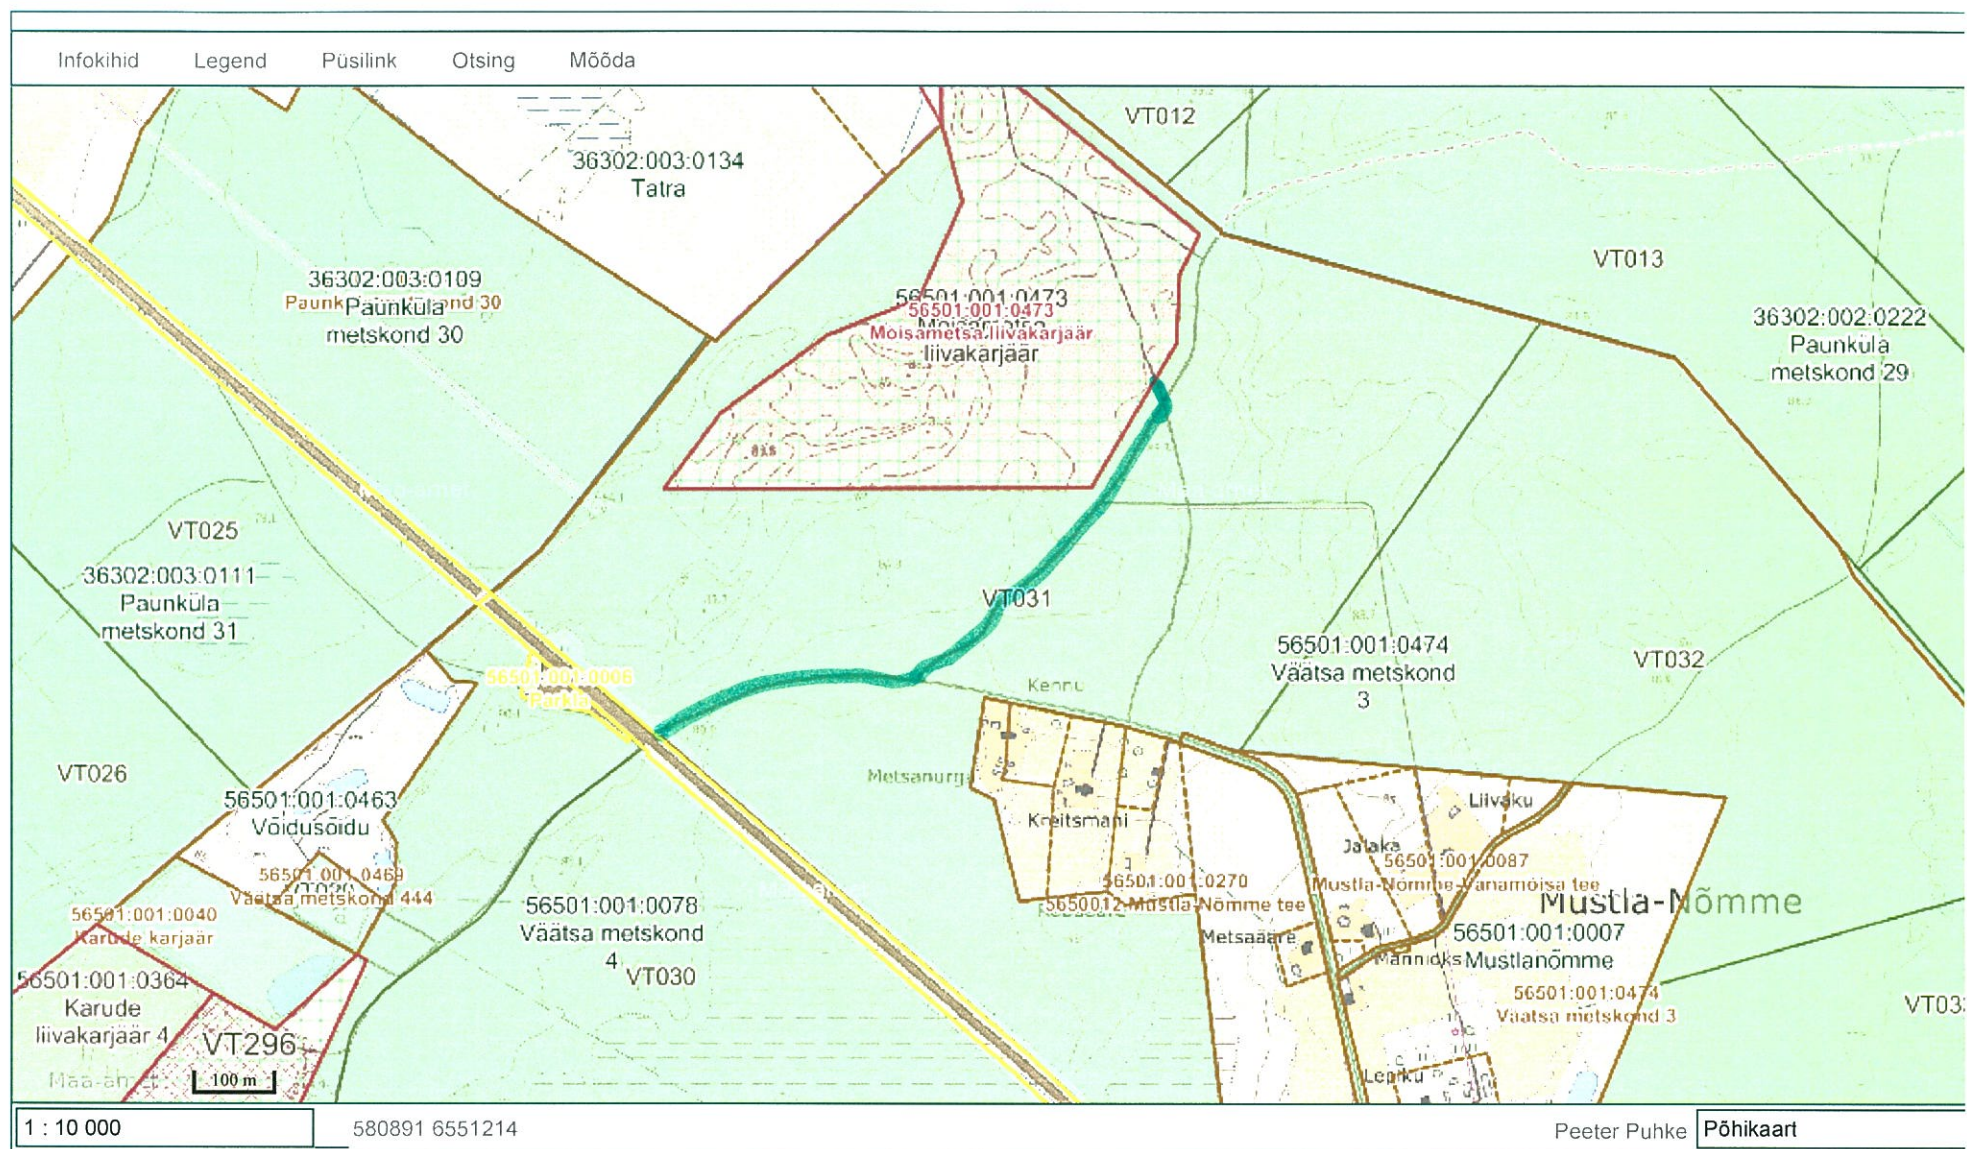 Infokihid Legend Püsilink Otsing Mõõda
VT012
36302:003:0134
Tatra
VT013
36302:003:0109
Paunküla
metskond 30
56501:001:0473
56501:001:0473
Moisametsa liivakarjäär
liivakarjäär
36302:002:0222
Paunküla
metskond 29
VT025
36302:003:0111
Paunküla
metskond 31
VT031
56501:001:0474
Väätsa metskond
3
VT032
56501:001:0006
Parkla
Kennu
VT026
Metsanurga
56501:001:0463
Võidusõidu
Kreitsmani
Liivaku
Jalaka
56501:001:0087
Mustla-Nõmme-Vanamõisa tee
56501:001:0469
Väätsa metskond 444
56501:001:0270
5650012 Mustla-Nõmme tee
Mustla-Nõmme
56501:001:0040
Karude karjäär
56501:001:0078
Väätsa metskond
4
VT030
Metsaääre
Männioksa
56501:001:0007
Mustlanõmme
56501:001:0364
Karude
liivakarjäär 4
56501:001:0474
Väätsa metskond 3
VT296
Maa-amet
100 m
Lepiku
1 : 10 000
580891 6551214
Peeter Puhke
Põhikaart